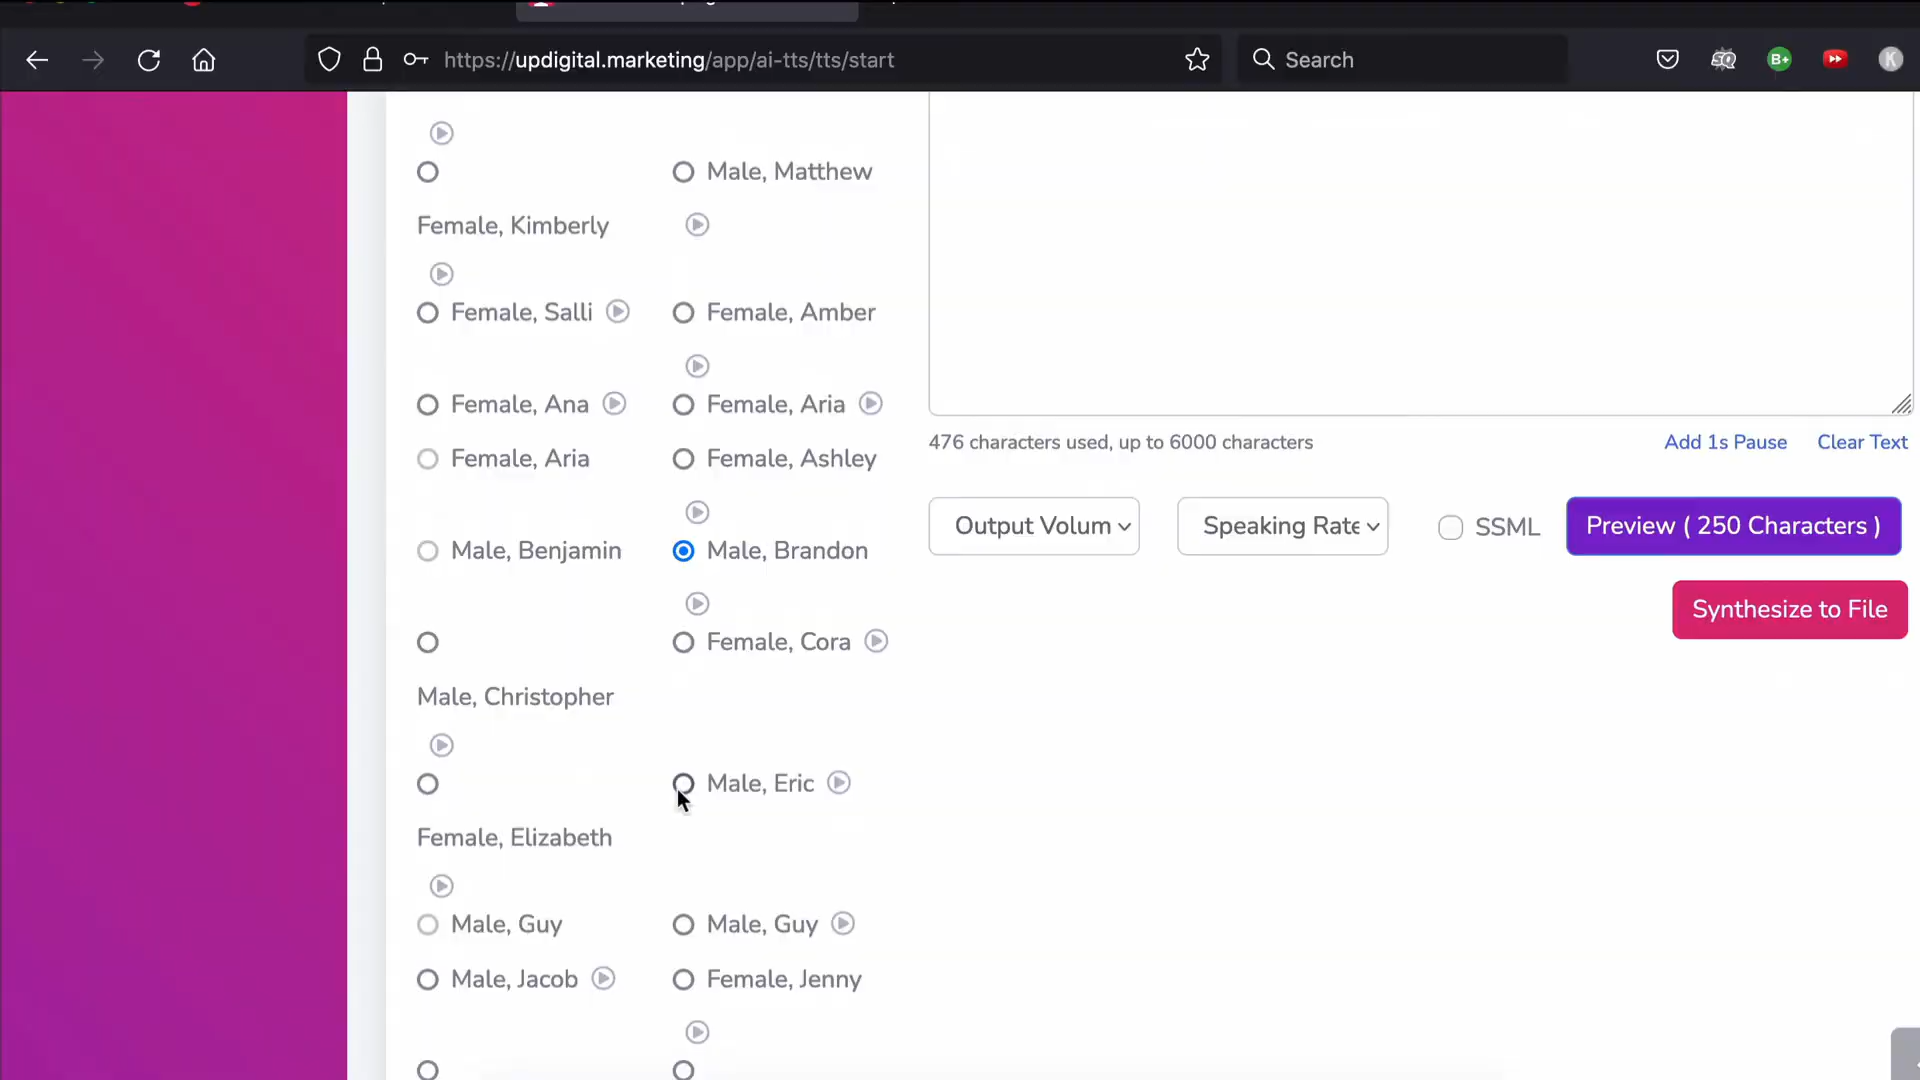 https://updigital.marketing/app/ai-tts/tts/start
Search
B+
K
Male, Matthew
Female, Kimberly
Female, Salli
Female, Amber
Female, Ana
Female, Aria
Female, Aria
Female, Ashley
Male, Benjamin
Male, Brandon
Female, Cora
Male, Christopher
Male, Eric
Female, Elizabeth
Male, Guy
Male, Guy
Male, Jacob
Female, Jenny
476 characters used, up to 6000 characters
Add 1s Pause
Clear Text
Output Volum
Speaking Rate
SSML
Preview ( 250 Characters )
Synthesize to File